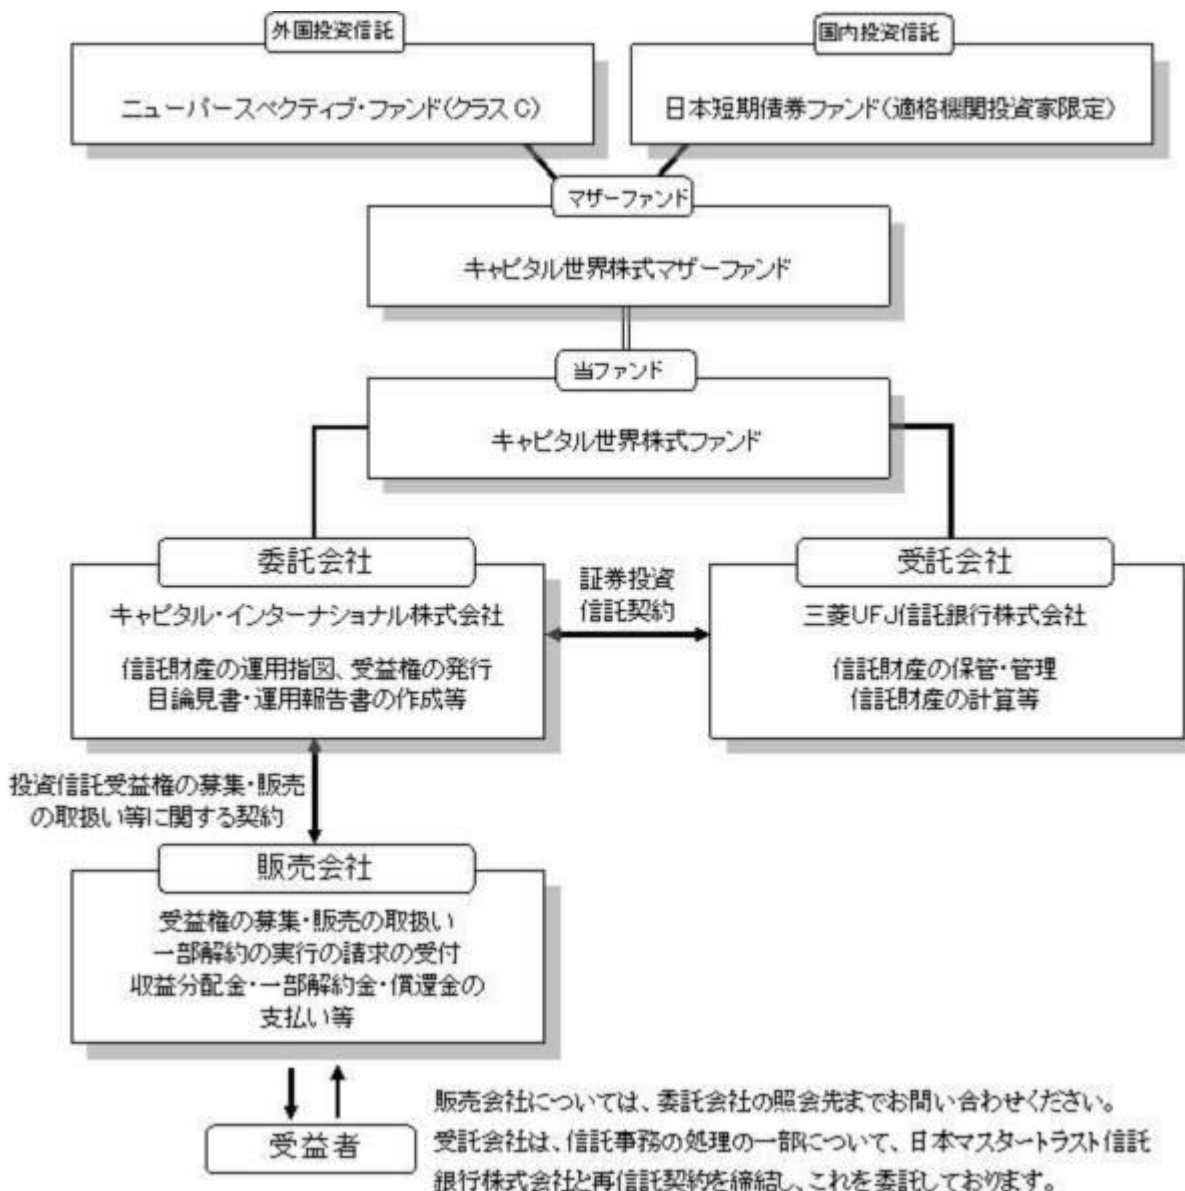 外国投資信託
ニューパースペクティブ・ファンド(クラス C)
国内投資信託
日本短期債券ファンド(適格機関投資家限定)
マザーファンド
キャピタル世界株式マザーファンド
当ファンド
キャピタル世界株式ファンド
委託会社
キャピタル・インターナショナル株式会社
信託財産の運用指図、受益権の発行
目論見書・運用報告書の作成等
証券投資
信託契約
受託会社
三菱UFJ信託銀行株式会社
信託財産の保管・管理
信託財産の計算等
投資信託受益権の募集・販売
の取扱い等に関する契約
販売会社
受益権の募集・販売の取扱い
一部解約の実行の請求の受付
収益分配金・一部解約金・償還金の
支払い等
受益者
販売会社については、委託会社の照会先までお問い合わせください。
受託会社は、信託事務の処理の一部について、日本マスタートラスト信託
銀行株式会社と再信託契約を締結し、これを委託しております。